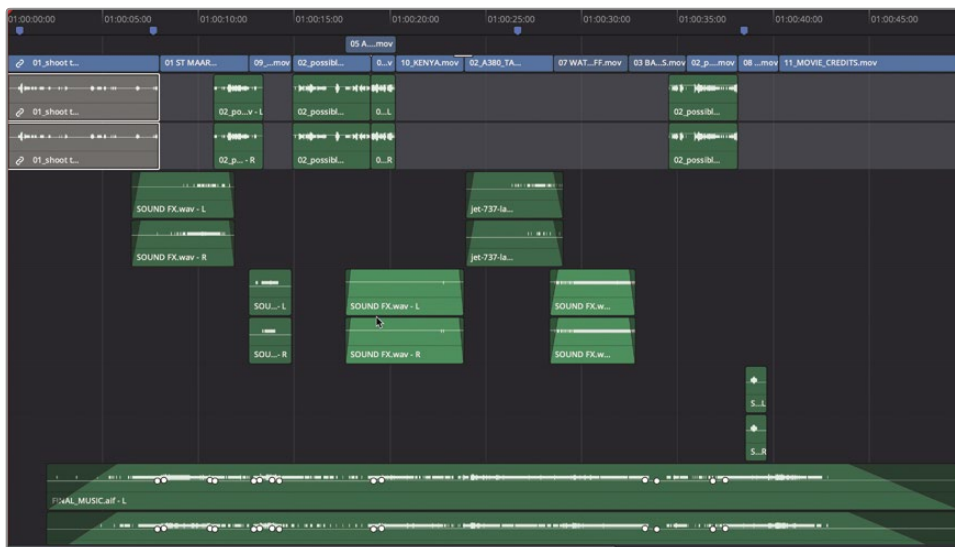 01:00:00:00 01:00:05:00 01:00:10:00 01:00:15:00 01:00:20:00 01:00:25:00 01:00:30:00 01:00:35:00 01:00:40:00 01:00:45:00
05 A....mov
01_shoot t... 01 ST MAAR... 09_...mov 02_possibl... 0...v 10_KENYA.mov 02_A380_TA... 07 WAT...FF.mov 03 BA...S.mov 02_p....mov 08 ...mov 11_MOVIE_CREDITS.mov
01_shoot t... 02_po...v - L 02_possibl... 0...L 02_possibl...
01_shoot t... 02_p... - R 02_possibl... 0...R 02_possibl...
SOUND FX.wav - L jet-737-la...
SOUND FX.wav - R jet-737-la...
SOU...- L SOUND FX.wav - L SOUND FX.w...
SOU...- R SOUND FX.wav - R SOUND FX.w...
S...L
S...R
FINAL_MUSIC.aif - L